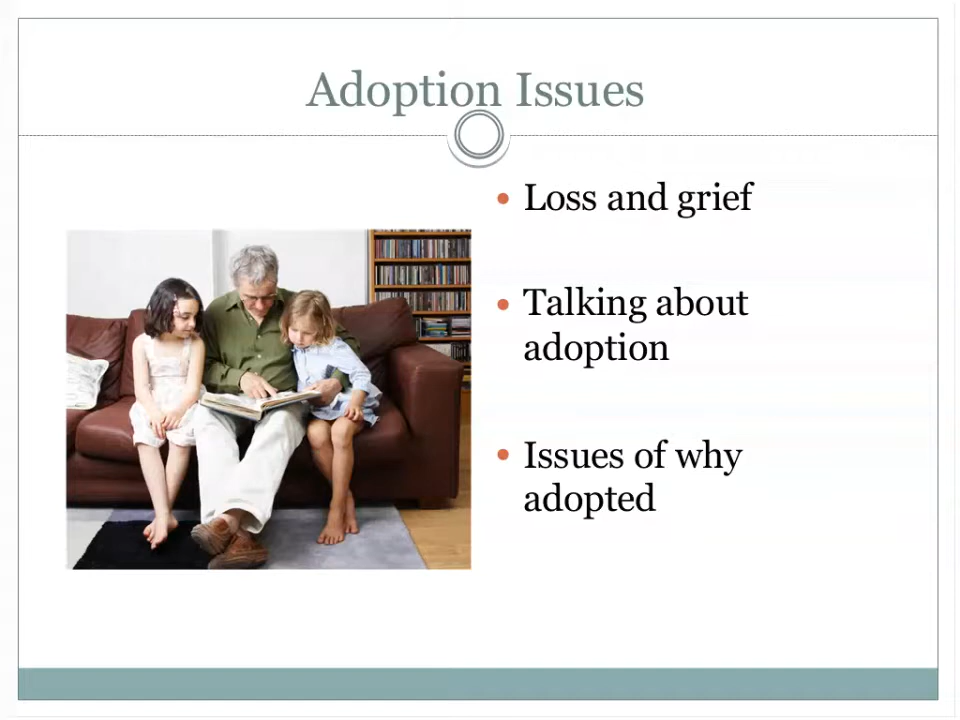 Adoption Issues
• Loss and grief
• Talking about
adoption
• Issues of why
adopted